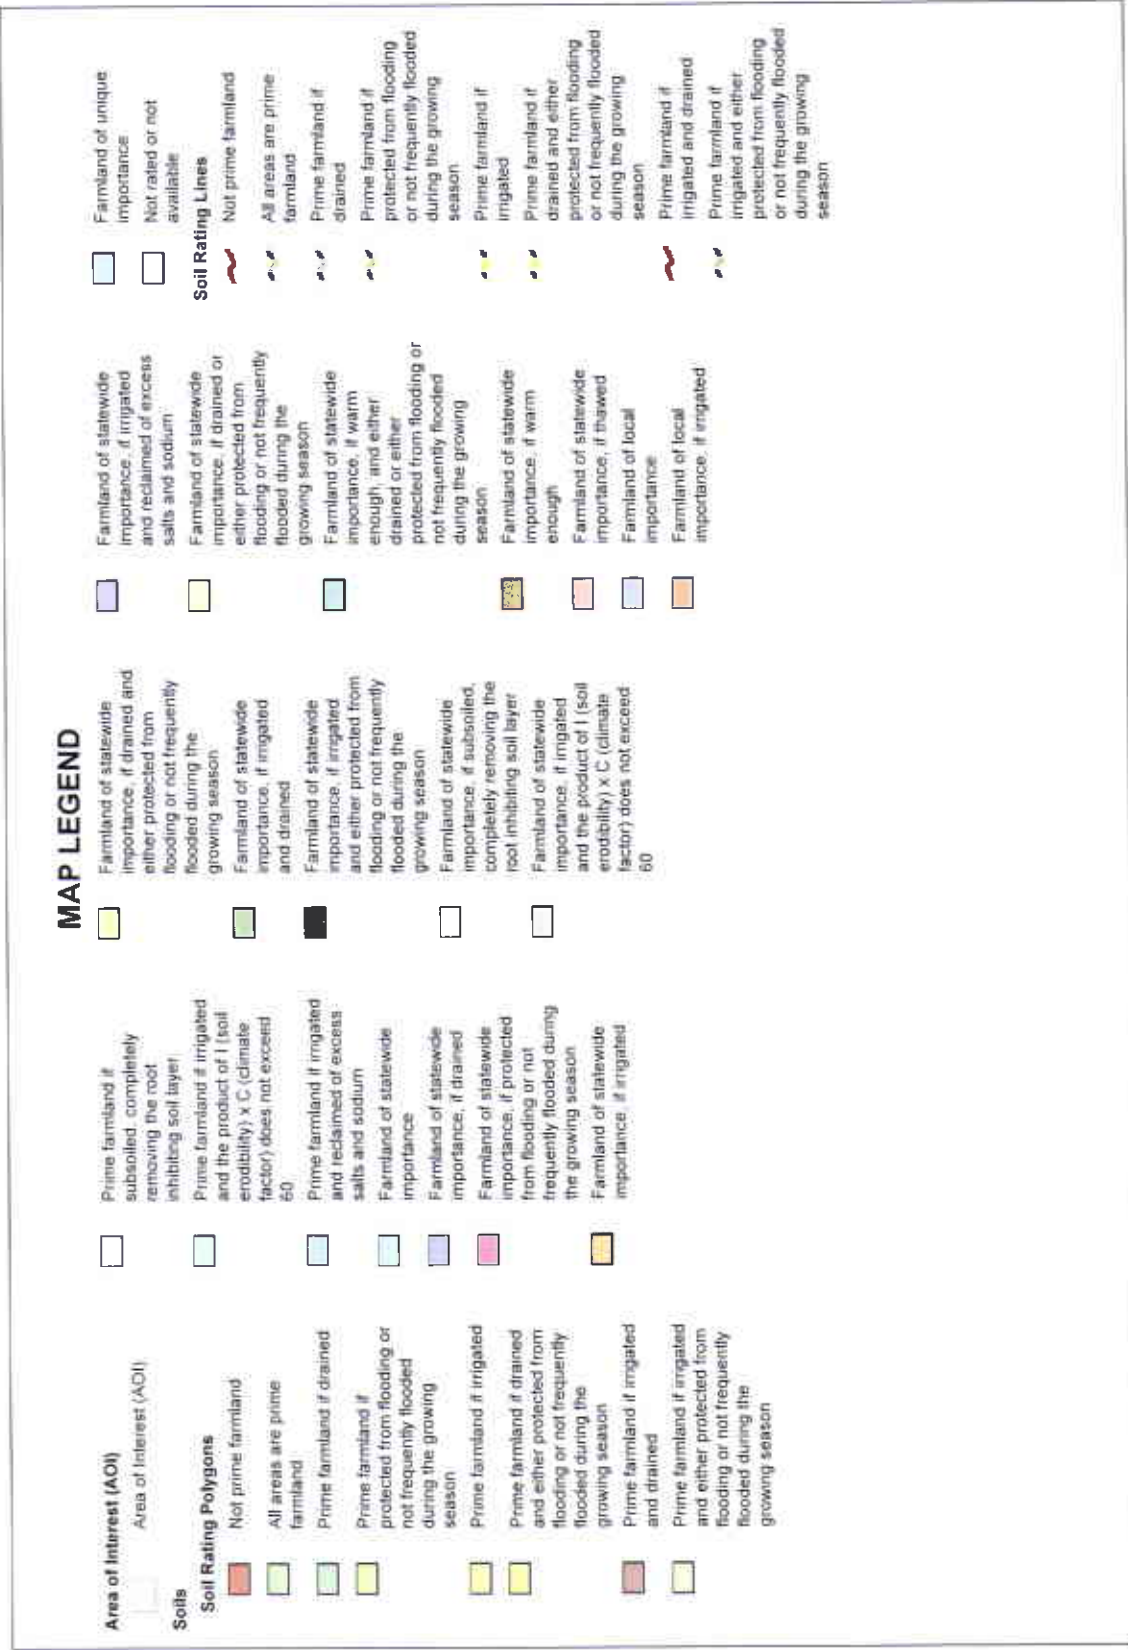 MAP LEGEND
Area of Interest (AOI)
Area of Interest (AOI)
Soils
Soil Rating Polygons
Not prime farmland
All areas are prime
farmland
Prime farmland if drained
Prime farmland if
protected from flooding or
not frequently flooded
during the growing
season
Prime farmland if irrigated
Prime farmland if drained
and either protected from
flooding or not frequently
flooded during the
growing season
Prime farmland if irrigated
and drained
Prime farmland if irrigated
and either protected from
flooding or not frequently
flooded during the
growing season
Prime farmland if
subsoiled, completely
removing the root
inhibiting soil layer
Prime farmland if irrigated
and the product of I (soil
erodibility) x C (climate
factor) does not exceed
60
Prime farmland if irrigated
and reclaimed of excess
salts and sodium
Farmland of statewide
importance
Farmland of statewide
importance, if drained
Farmland of statewide
importance, if protected
from flooding or not
frequently flooded during
the growing season
Farmland of statewide
importance, if irrigated
Farmland of statewide
importance, if drained and
either protected from
flooding or not frequently
flooded during the
growing season
Farmland of statewide
importance, if irrigated
and drained
Farmland of statewide
importance, if irrigated
and either protected from
flooding or not frequently
flooded during the
growing season
Farmland of statewide
importance, if subsoiled,
completely removing the
root inhibiting soil layer
Farmland of statewide
importance, if irrigated
and the product of I (soil
erodibility) x C (climate
factor) does not exceed
60
Farmland of statewide
importance, if irrigated
and reclaimed of excess
salts and sodium
Farmland of statewide
importance, if drained or
either protected from
flooding or not frequently
flooded during the
growing season
Farmland of statewide
importance, if warm
enough, and either
drained or either
protected from flooding or
not frequently flooded
during the growing
season
Farmland of statewide
importance, if warm
enough
Farmland of statewide
importance, if thawed
Farmland of local
importance
Farmland of local
importance, if irrigated
Farmland of unique
importance
Not rated or not
available
Soil Rating Lines
Not prime farmland
All areas are prime
farmland
Prime farmland if
drained
Prime farmland if
protected from flooding
or not frequently flooded
during the growing
season
Prime farmland if
irrigated
Prime farmland if
drained and either
protected from flooding
or not frequently flooded
during the growing
season
Prime farmland if
irrigated and drained
Prime farmland if
irrigated and either
protected from flooding
or not frequently flooded
during the growing
season